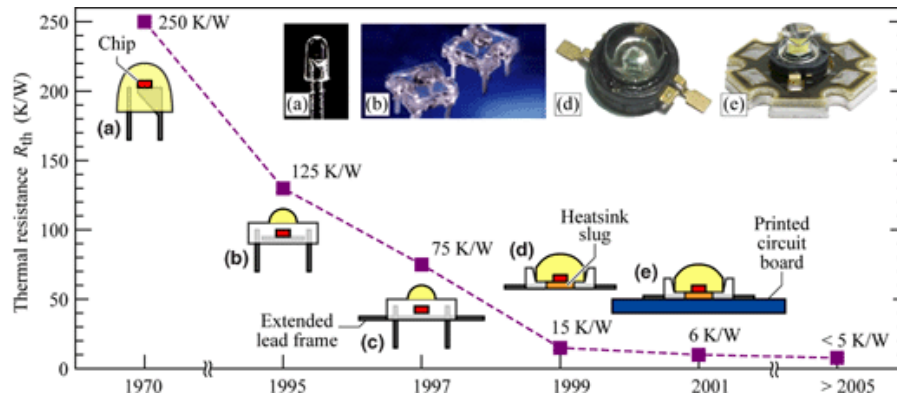 Thermal resistance Rth (K/W)
250
200
150
100
50
0
250 K/W
Chip
(a)
(a)
(b)
(d)
(e)
125 K/W
(b)
75 K/W
Extended
lead frame
(c)
(d)
Heatsink
slug
(e)
Printed
circuit
board
15 K/W
6 K/W
< 5 K/W
1970
1995
1997
1999
2001
> 2005